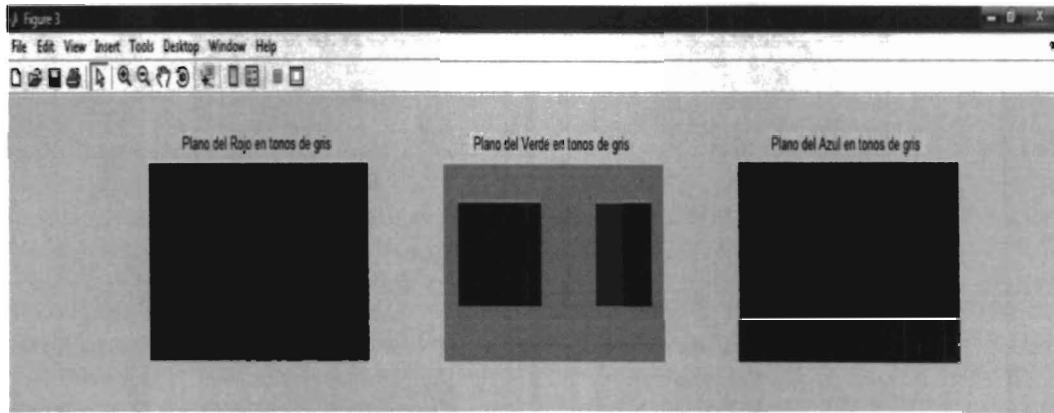 Figure 3
File Edit View Insert Tools Desktop Window Help
Plano del Rojo en tonos de gris
Plano del Verde en tonos de gris
Plano del Azul en tonos de gris